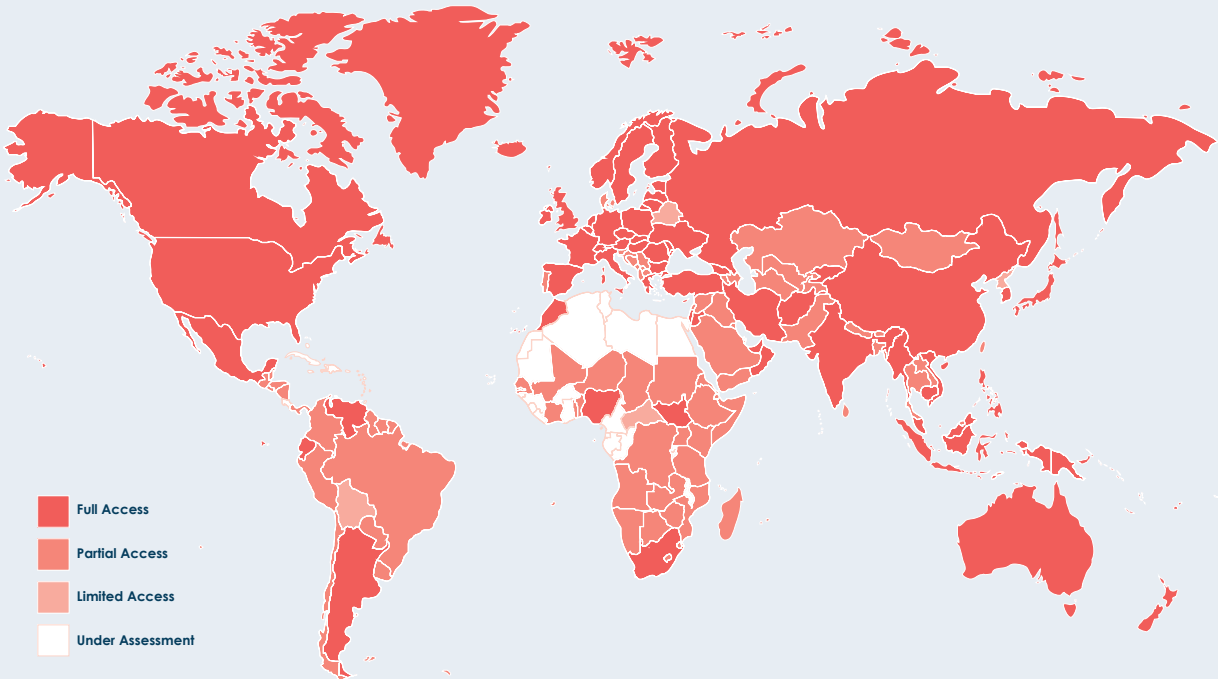 Full Access
Partial Access
Limited Access
Under Assessment